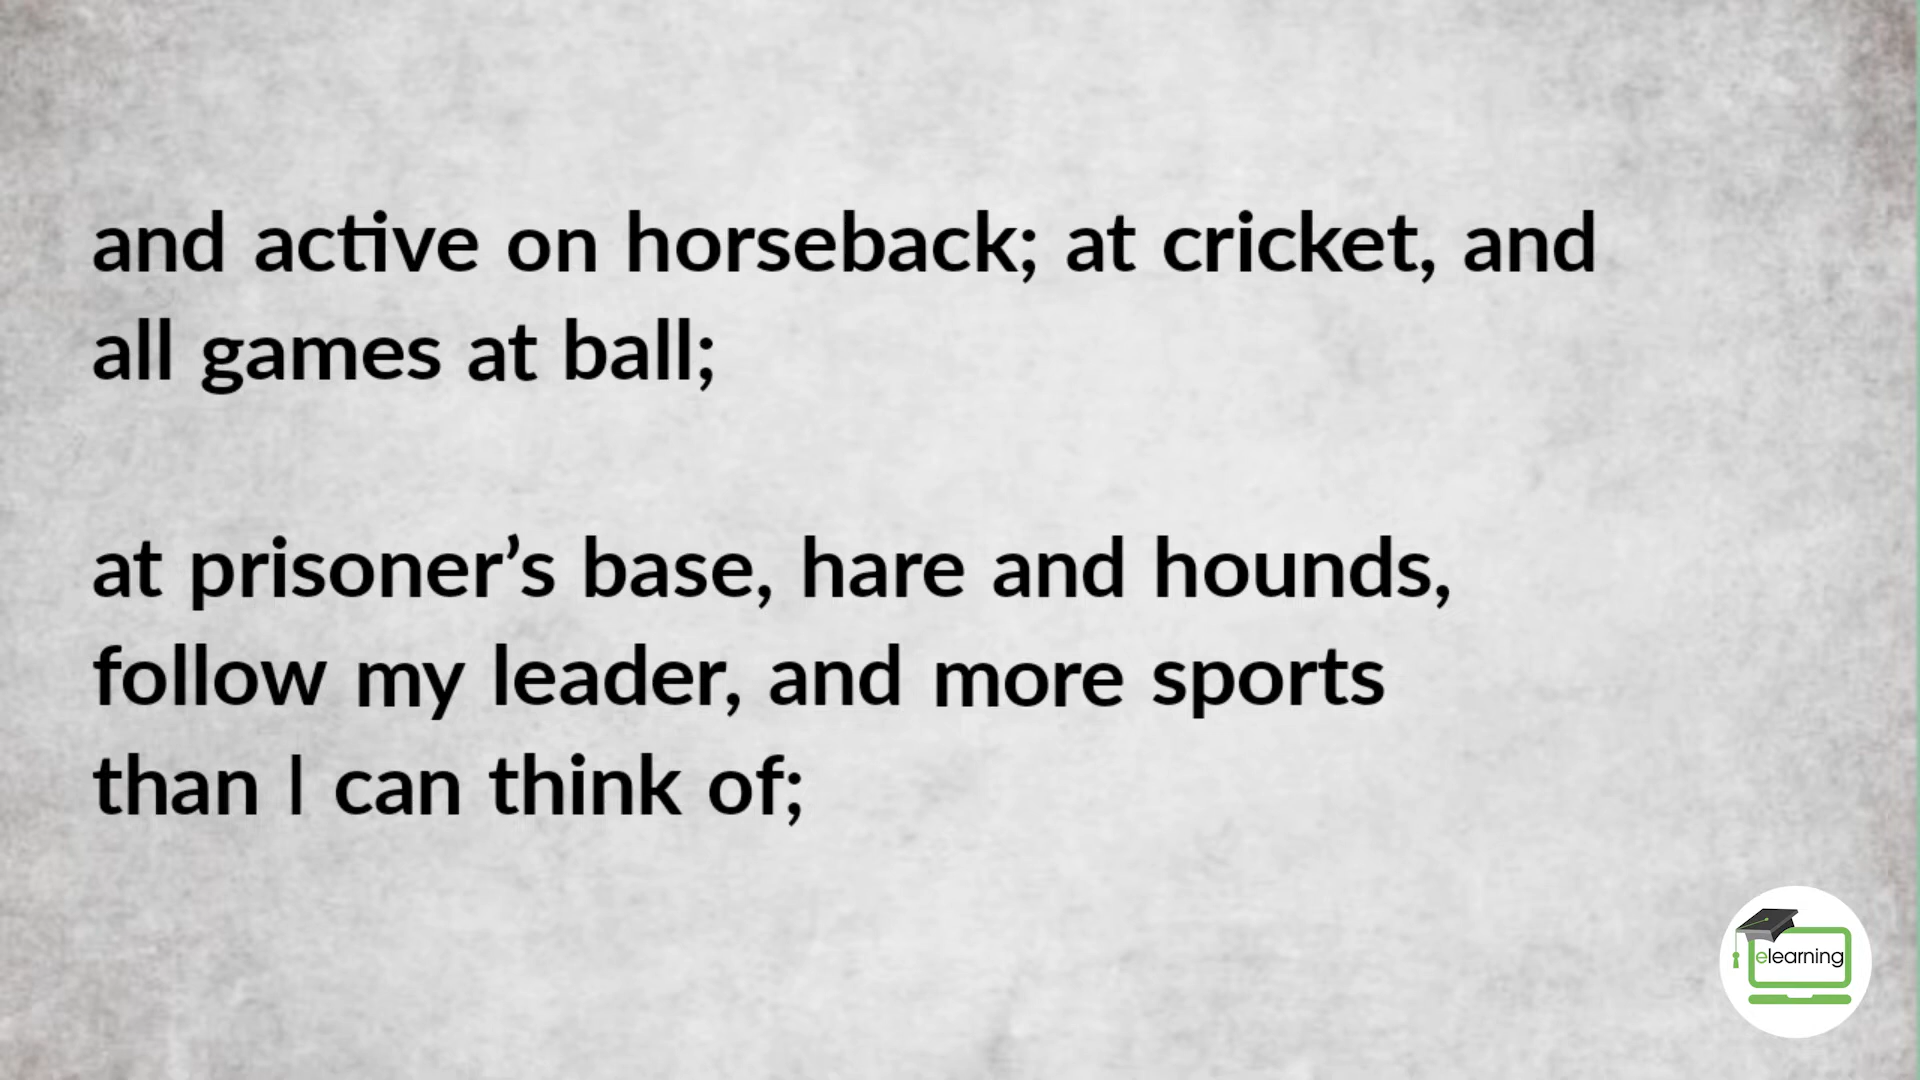 and active on horseback; at cricket, and
all games at ball;
at prisoner’s base, hare and hounds,
follow my leader, and more sports
than I can think of;
elearning